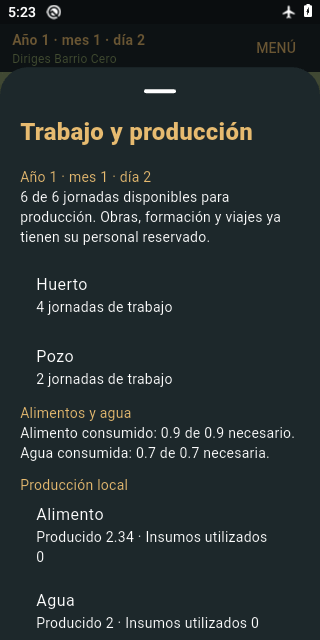 5:23
Año 1 · mes 1 · día 2
Diriges Barrio Cero
MENÚ
Trabajo y producción
Año 1 · mes 1 · día 2
6 de 6 jornadas disponibles para
producción. Obras, formación y viajes ya
tienen su personal reservado.
Huerto
4 jornadas de trabajo
Pozo
2 jornadas de trabajo
Alimentos y agua
Alimento consumido: 0.9 de 0.9 necesario.
Agua consumida: 0.7 de 0.7 necesaria.
Producción local
Alimento
Producido 2.34 · Insumos utilizados
0
Agua
Producido 2 · Insumos utilizados 0